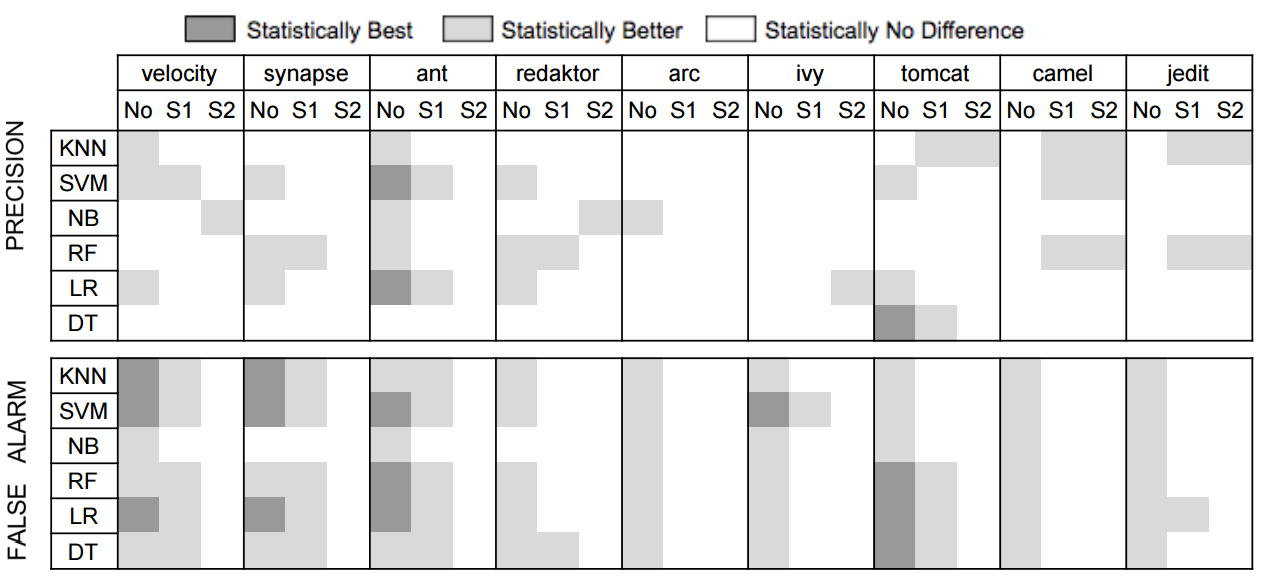 Statistically Best Statistically Better Statistically No Difference
velocity synapse ant redaktor arc ivy tomcat camel jedit
No S1 S2 No S1 S2 No S1 S2 No S1 S2 No S1 S2 No S1 S2 No S1 S2 No S1 S2 No S1 S2
PRECISION
KNN
SVM
NB
RF
LR
DT
FALSE ALARM
KNN
SVM
NB
RF
LR
DT